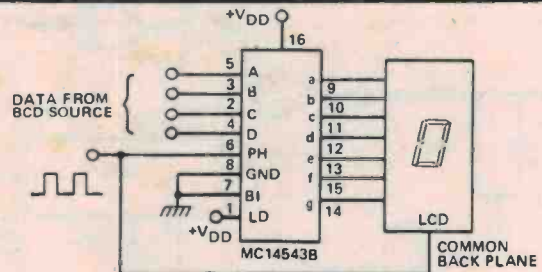 +VDD
16
5 A
3 B
2 C
4 D
6 PH
8 GND
7 BI
1 LD
DATA FROM
BCD SOURCE
+VDD
a 9
b 10
c 11
d 12
e 13
f 15
g 14
MC14543B
LCD
COMMON
BACK PLANE